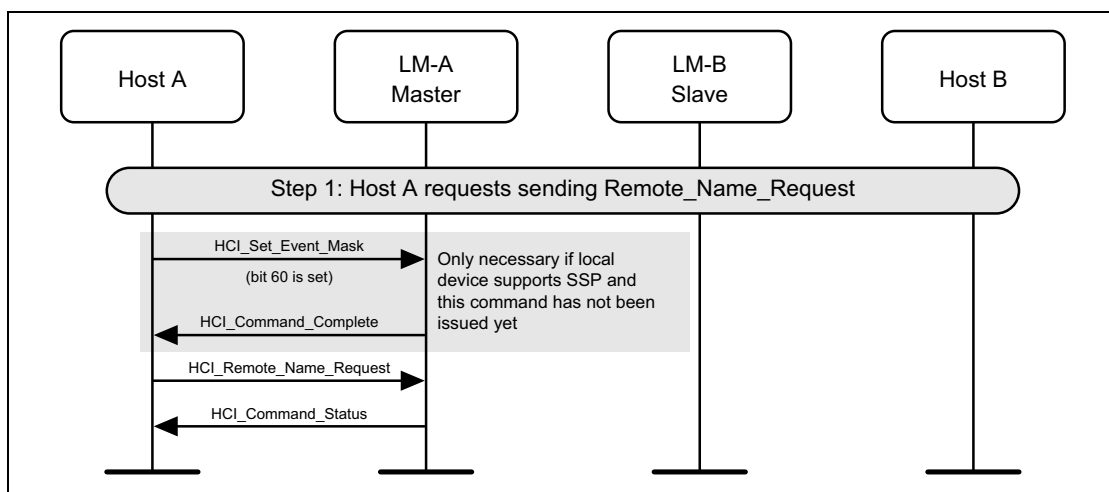 Host A
LM-A
Master
LM-B
Slave
Host B
Step 1: Host A requests sending Remote_Name_Request
HCI_Set_Event_Mask
(bit 60 is set)
Only necessary if local
device supports SSP and
this command has not been
issued yet
HCI_Command_Complete
HCI_Remote_Name_Request
HCI_Command_Status